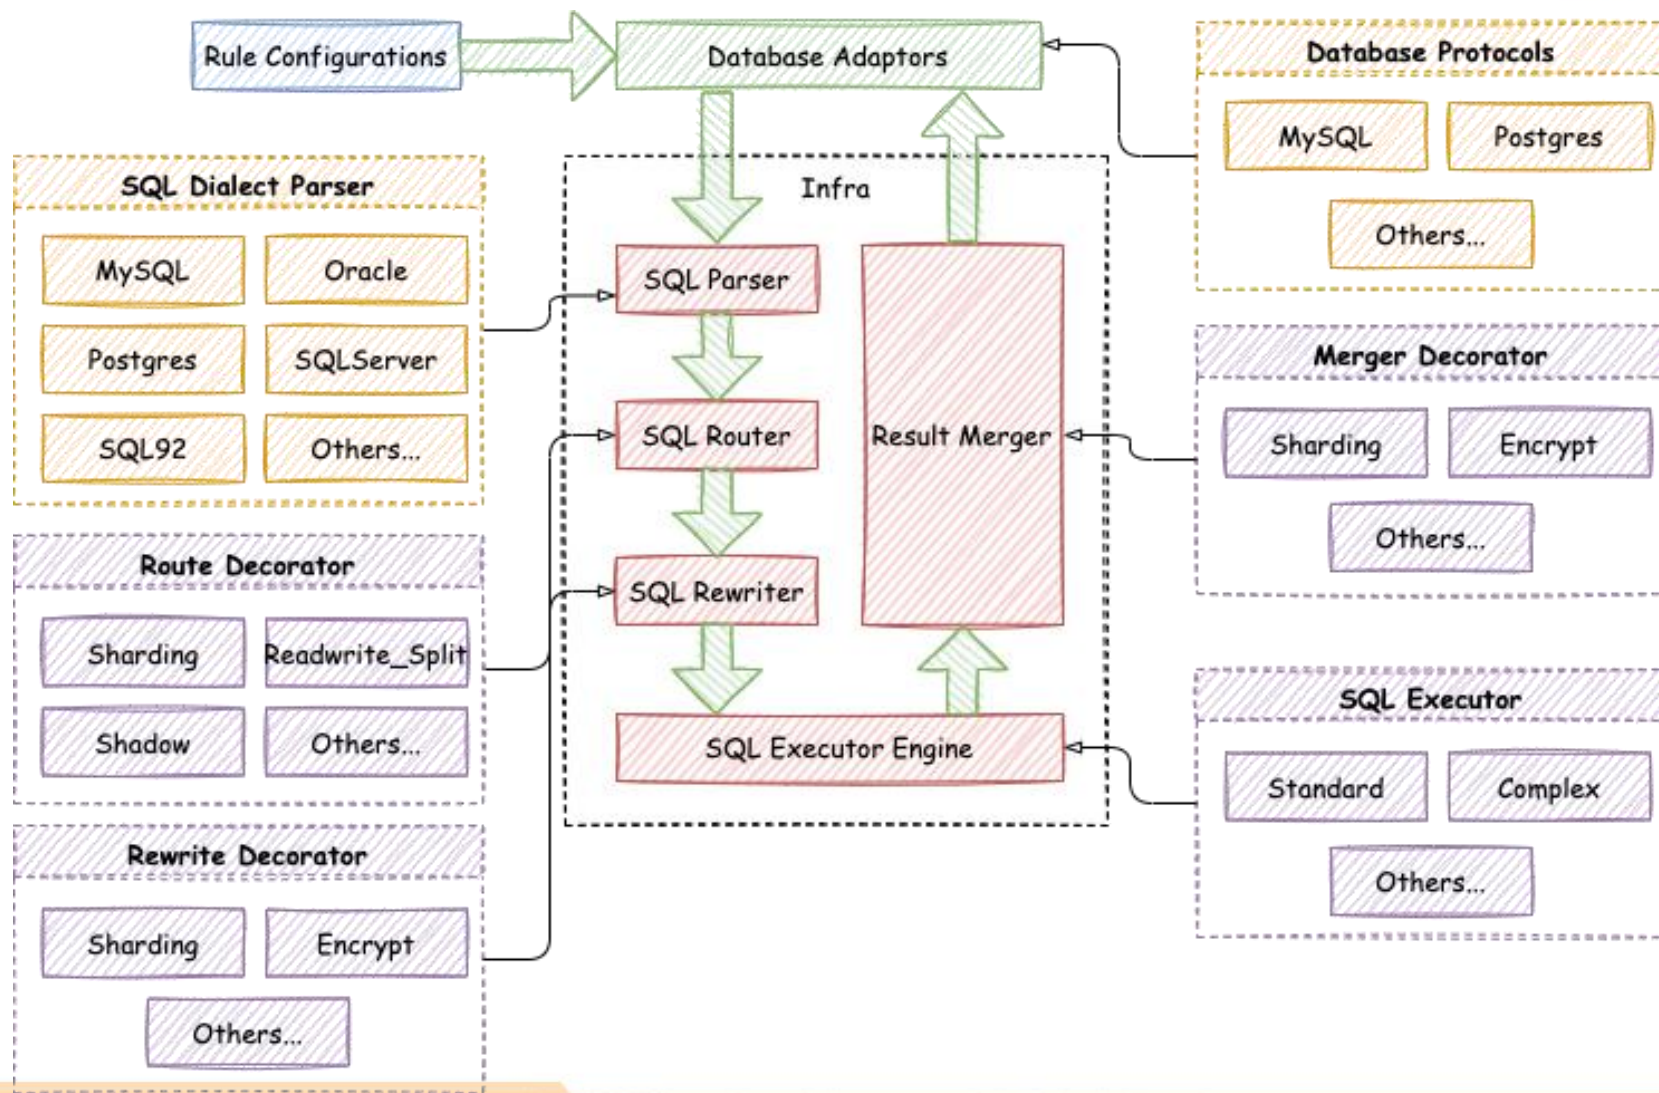 Rule Configurations
Database Adaptors
Database Protocols
MySQL
Postgres
Others...
SQL Dialect Parser
MySQL
Oracle
Postgres
SQLServer
SQL92
Others...
Infra
SQL Parser
SQL Router
SQL Rewriter
Result Merger
SQL Executor Engine
Merger Decorator
Sharding
Encrypt
Others...
Route Decorator
Sharding
Readwrite_Split
Shadow
Others...
SQL Executor
Standard
Complex
Others...
Rewrite Decorator
Sharding
Encrypt
Others...